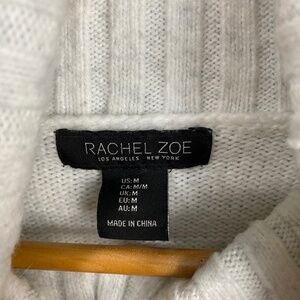 RACHEL ZOE
LOS ANGELES NEW YORK
US: M
CA: M/M
UK: M
EU: M
AU: M
MADE IN CHINA